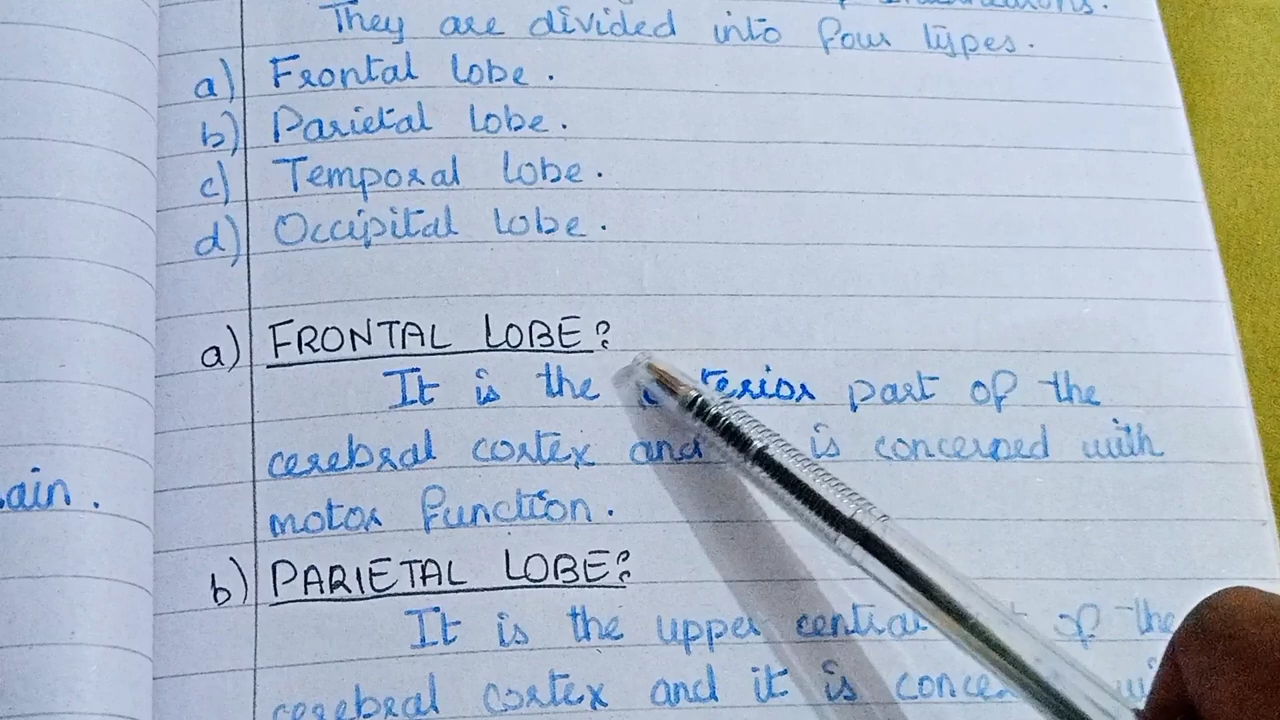 They are divided into four types.
a) Frontal lobe.
b) Parietal lobe.
c) Temporal lobe.
d) Occipital lobe.
a) FRONTAL LOBE?
It is the part of the
cerebral cortex and is concerned with
ain. motor function.
b) PARIETAL LOBE?
It is the upper central of the
cerebral cortex and it is